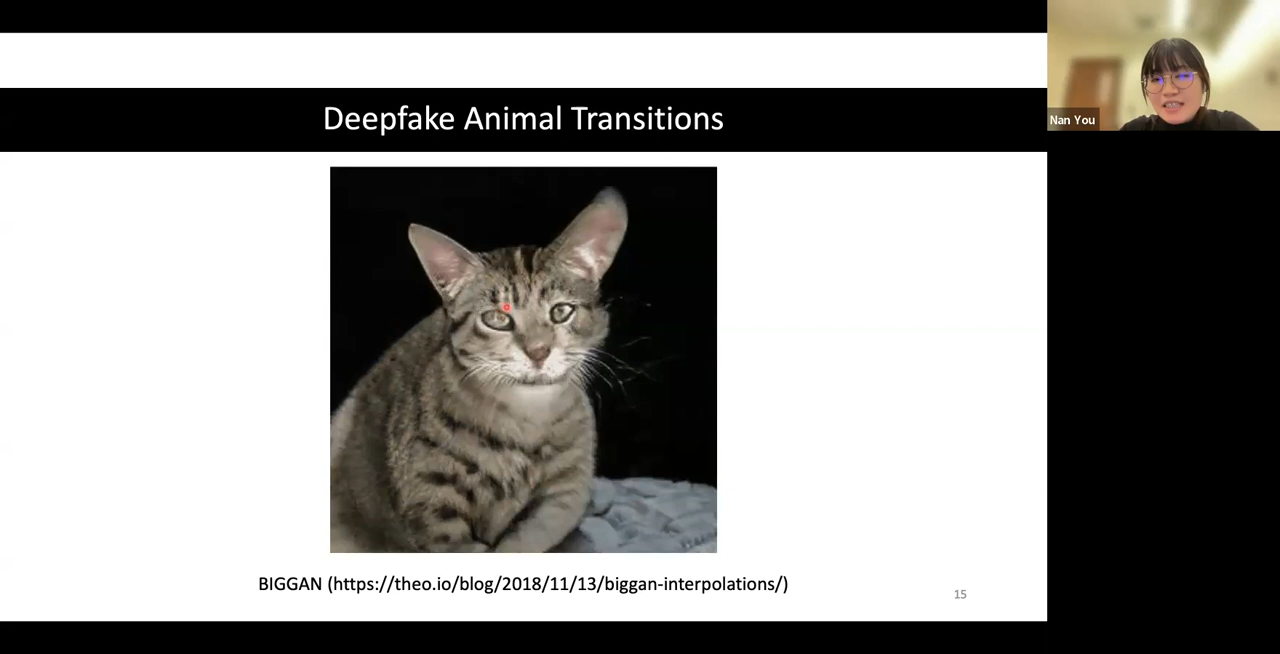 Deepfake Animal Transitions
Nan You
BIGGAN (https://theo.io/blog/2018/11/13/biggan-interpolations/)
15